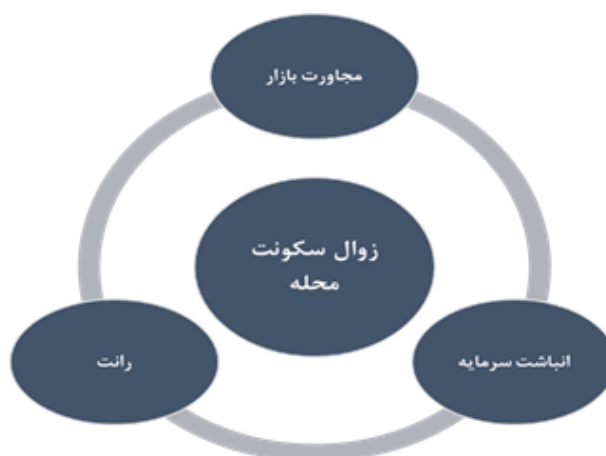 مجاورت بازار
زوال سکونت
محله
رانت
انباشت سرمایه